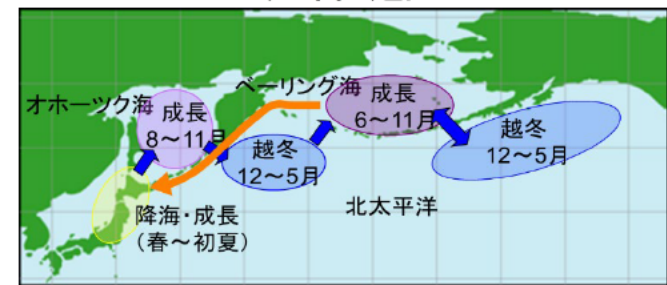 オホーツク海
ベーリング海
成長
8～11月
成長
6～11月
越冬
12～5月
越冬
12～5月
北太平洋
降海・成長
（春～初夏）